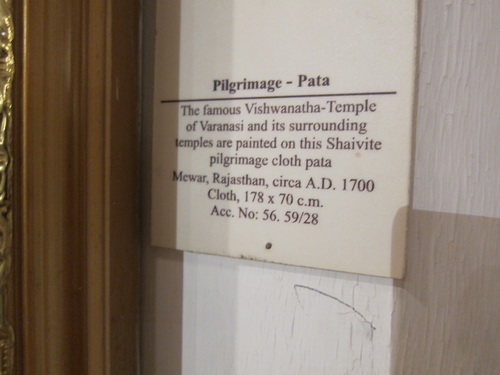 Pilgrimage - Pata
The famous Vishwanatha-Temple
of Varanasi and its surrounding
temples are painted on this Shaivite
pilgrimage cloth pata
Mewar, Rajasthan, circa A.D. 1700
Cloth, 178 x 70 c.m.
Acc. No: 56. 59/28